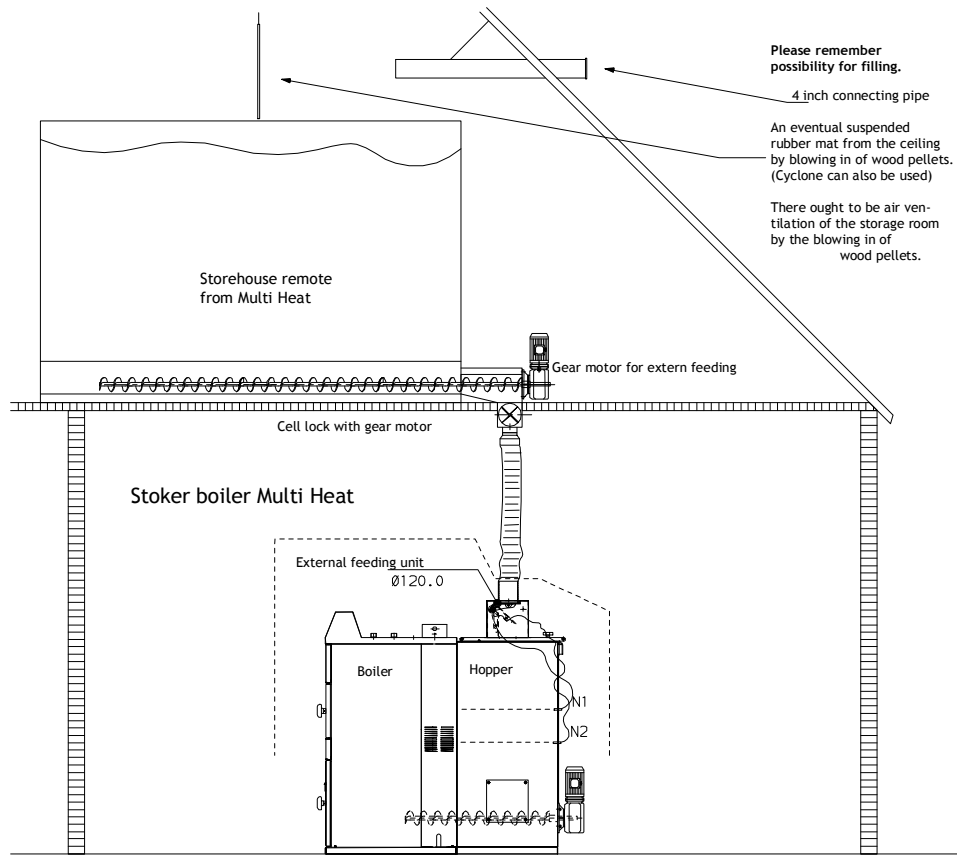 Please remember
possibility for filling.
4 inch connecting pipe
An eventual suspended
rubber mat from the ceiling
by blowing in of wood pellets.
(Cyclone can also be used)
There ought to be air ven-
tilation of the storage room
by the blowing in of
wood pellets.
Storehouse remote
from Multi Heat
Gear motor for extern feeding
Cell lock with gear motor
Stoker boiler Multi Heat
External feeding unit
Ø120.0
Boiler
Hopper
N1
N2